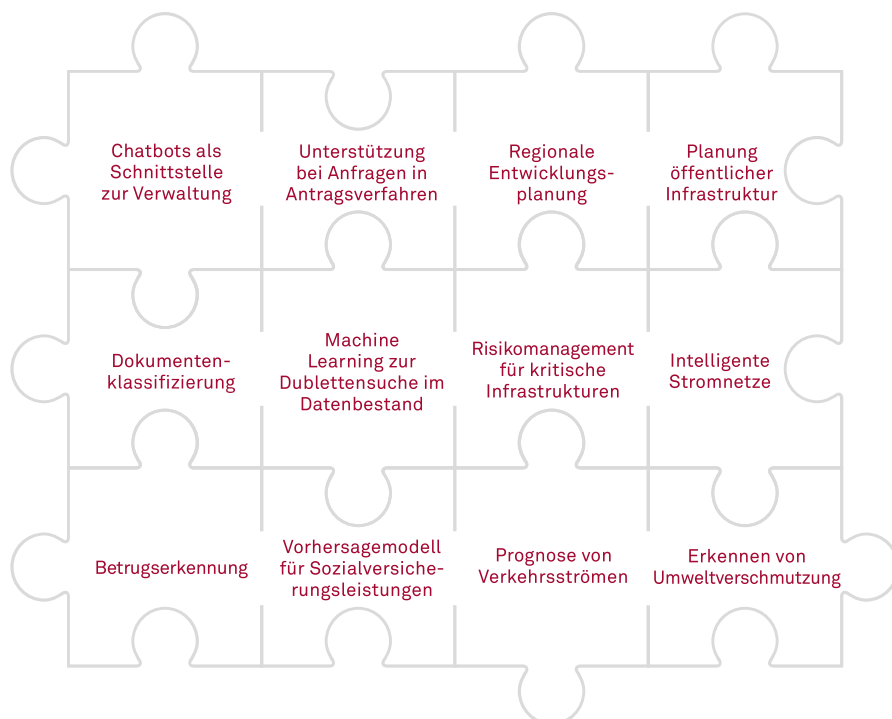 Chatbots als
Schnittstelle
zur Verwaltung
Unterstützung
bei Anfragen in
Antragsverfahren
Regionale
Entwicklungs-
planung
Planung
öffentlicher
Infrastruktur
Dokumenten-
klassifizierung
Machine
Learning zur
Dublettensuche im
Datenbestand
Risikomanagement
für kritische
Infrastrukturen
Intelligente
Stromnetze
Betrugserkennung
Vorhersagemodell
für Sozialversiche-
rungsleistungen
Prognose von
Verkehrsströmen
Erkennen von
Umweltverschmutzung